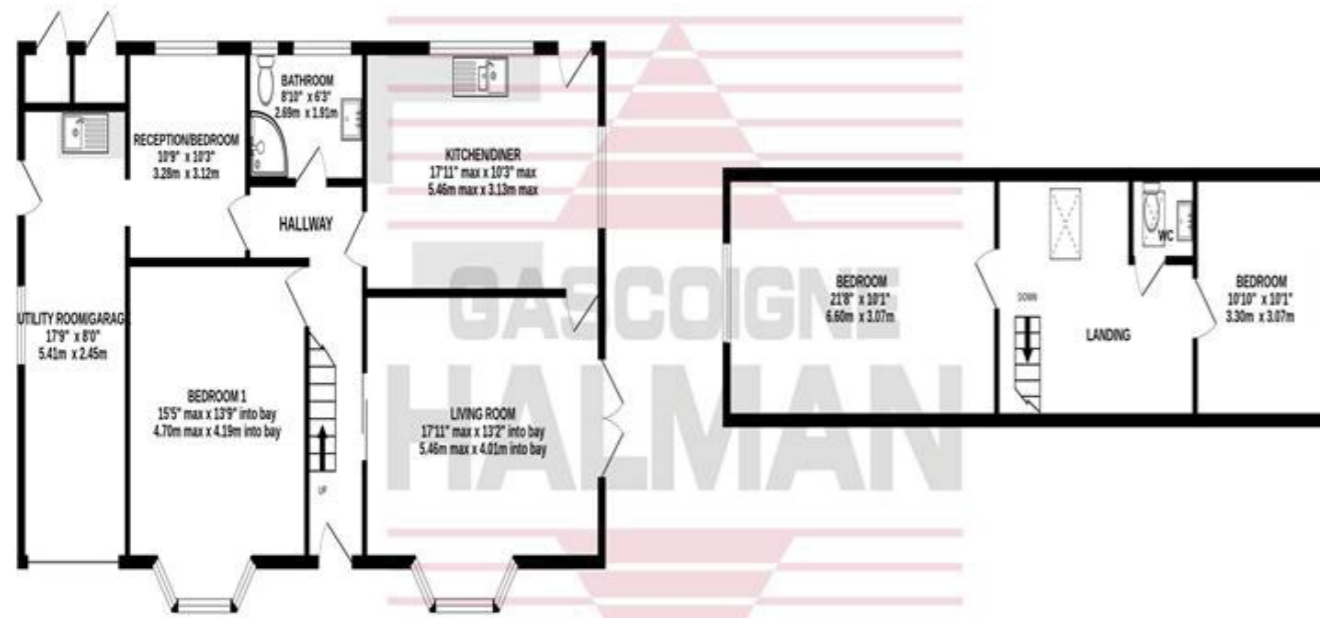 BATHROOM
8'10" x 6'3"
2.69m x 1.91m
RECEPTION/BEDROOM
10'9" x 10'3"
3.28m x 3.12m
KITCHEN/DINER
17'11" max x 10'3" max
5.46m max x 3.13m max
HALLWAY
UTILITY ROOM/GARAG
17'9" x 8'0"
5.41m x 2.45m
BEDROOM 1
15'5" max x 13'9" into bay
4.70m max x 4.19m into bay
UP
LIVING ROOM
17'11" max x 13'2" into bay
5.46m max x 4.01m into bay
GASCOIGNE
HALMAN
BEDROOM
21'8" x 10'1"
6.60m x 3.07m
DOWN
LANDING
WC
BEDROOM
10'10" x 10'1"
3.30m x 3.07m